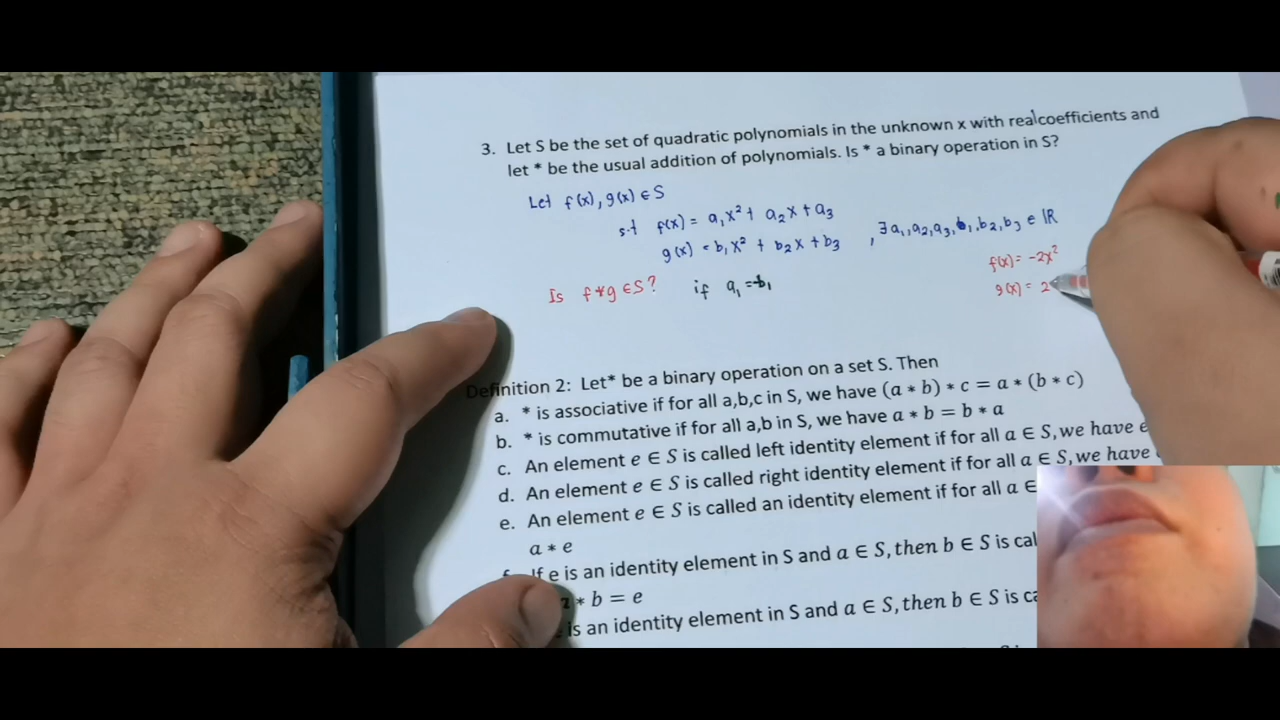 3. Let S be the set of quadratic polynomials in the unknown x with real coefficients and
let * be the usual addition of polynomials. Is * a binary operation in S?
Let f(x), g(x) ∈ S
s.t f(x) = a₁x² + a₂x + a₃
g(x) = b₁x² + b₂x + b₃ , ∃ a₁, a₂, a₃, b₁, b₂, b₃ ∈ ℝ
f(x) = -2x²
Is f*g ∈ S? if a₁ = -b₁
g(x) = 2
Definition 2: Let* be a binary operation on a set S. Then
a. * is associative if for all a,b,c in S, we have (a * b) * c = a * (b * c)
b. * is commutative if for all a,b in S, we have a * b = b * a
c. An element e ∈ S is called left identity element if for all a ∈ S, we have e
d. An element e ∈ S is called right identity element if for all a ∈ S, we have
e. An element e ∈ S is called an identity element if for all a ∈
a * e
If e is an identity element in S and a ∈ S, then b ∈ S is cal
* b = e
is an identity element in S and a ∈ S, then b ∈ S is ca